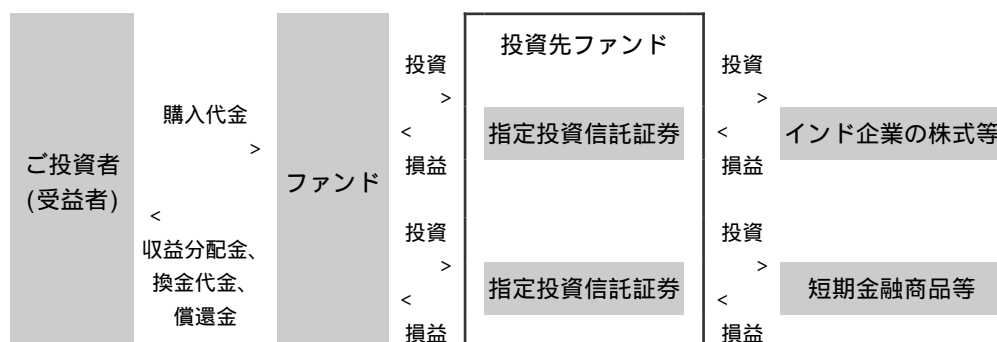 ご投資者
(受益者)
購入代金
>
<
収益分配金、
換金代金、
償還金
ファンド
投資
>
<
損益
投資
>
<
損益
投資先ファンド
指定投資信託証券
指定投資信託証券
投資
>
<
損益
投資
>
<
損益
インド企業の株式等
短期金融商品等